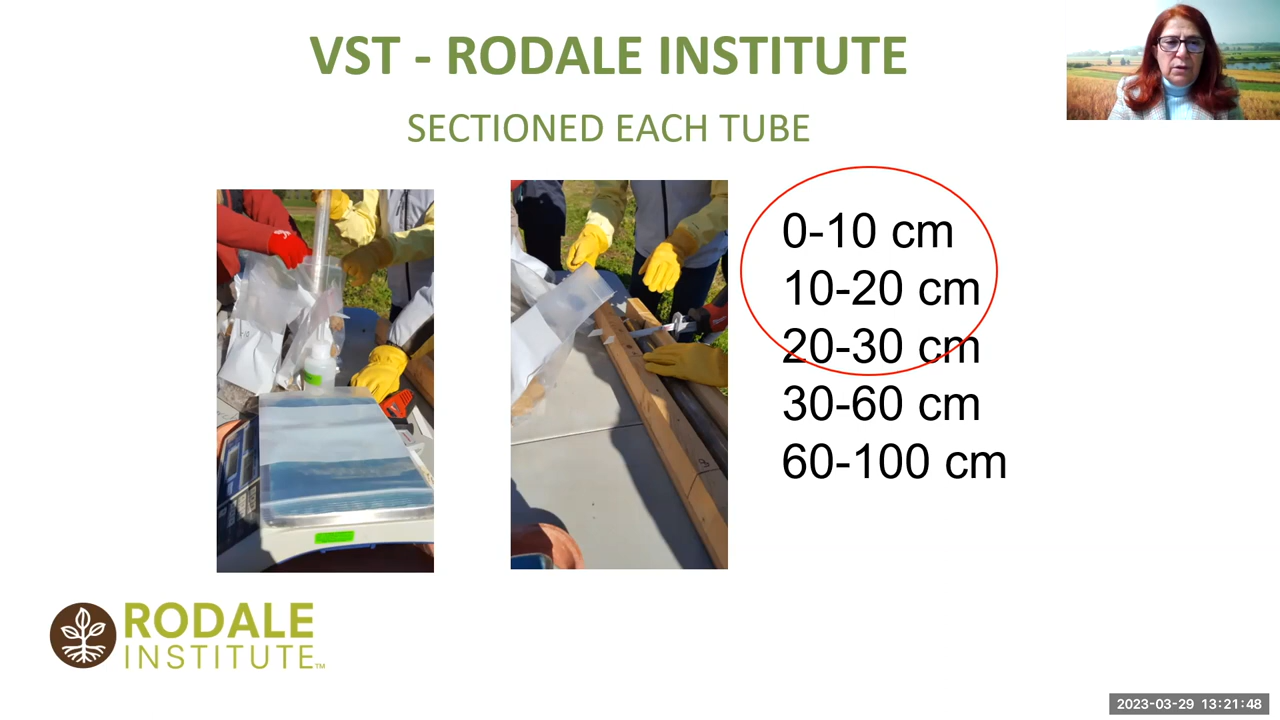 VST - RODALE INSTITUTE
SECTIONED EACH TUBE
0-10 cm
10-20 cm
20-30 cm
30-60 cm
60-100 cm
RODALE
INSTITUTE™
2023-03-29 13:21:48